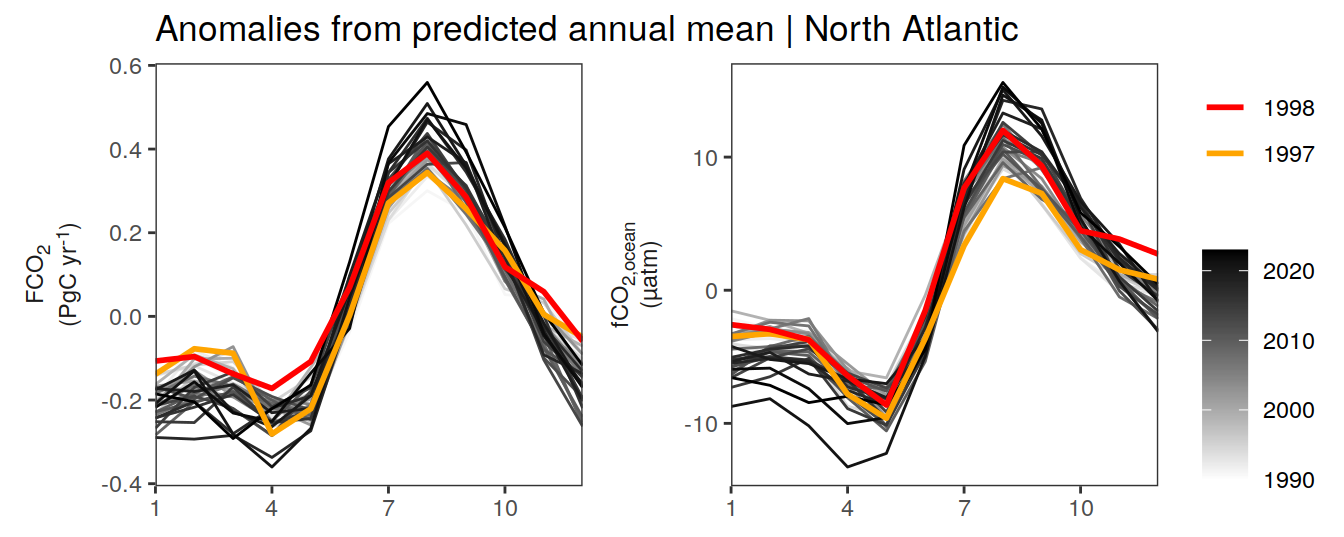 Anomalies from predicted annual mean | North Atlantic
FCO₂
(PgC yr⁻¹)
0.6
0.4
0.2
0.0
-0.2
-0.4
1 4 7 10
fCO₂,ocean
(µatm)
10
0
-10
1 4 7 10
1998
1997
2020
2010
2000
1990